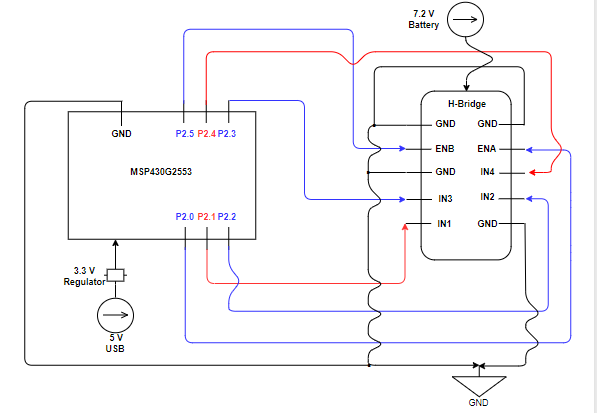 7.2 V
Battery
H-Bridge
GND GND
GND P2.5 P2.4 P2.3
ENB ENA
MSP430G2553
GND IN4
IN3 IN2
P2.0 P2.1 P2.2
IN1 GND
3.3 V
Regulator
5 V
USB
GND